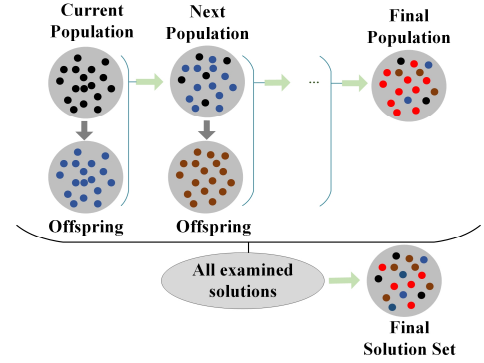 Current
Population
Next
Population
Final
Population
...
Offspring
Offspring
All examined
solutions
Final
Solution Set